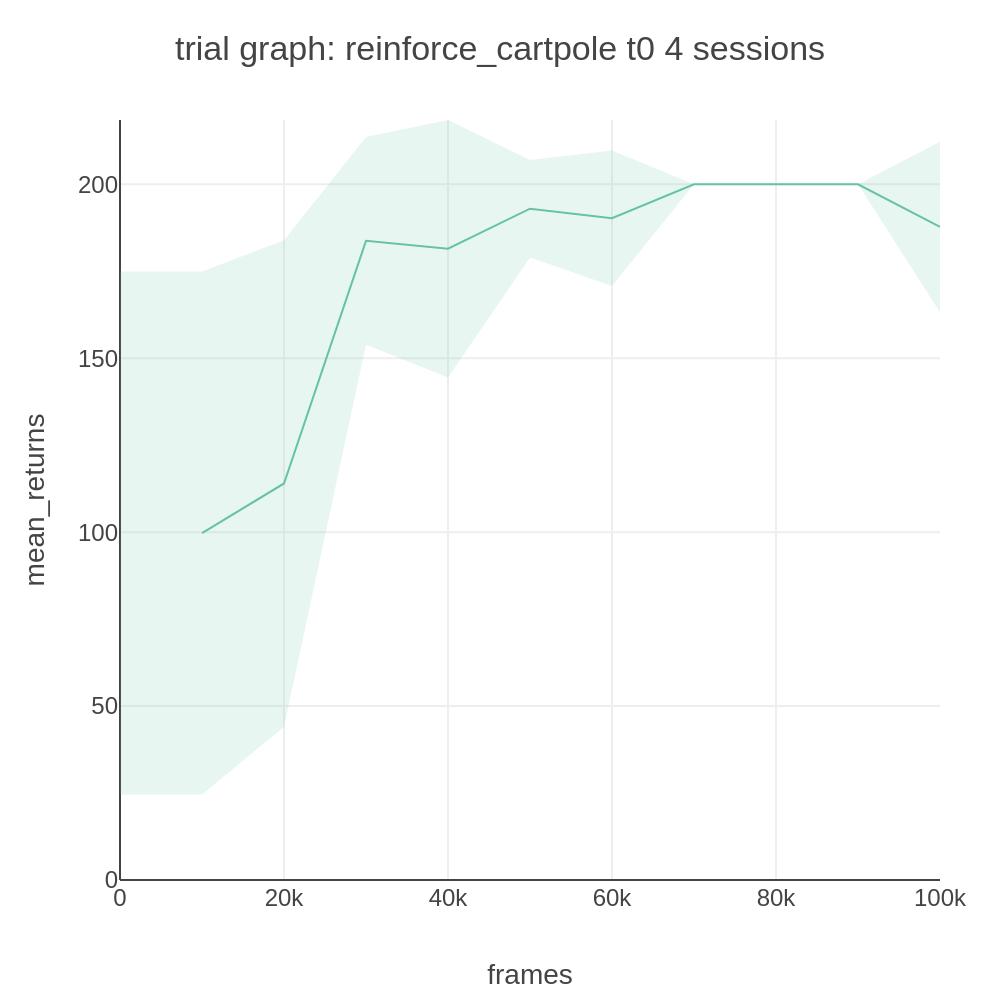 trial graph: reinforce_cartpole t0 4 sessions
mean_returns
200
150
100
50
0
0 20k 40k 60k 80k 100k
frames